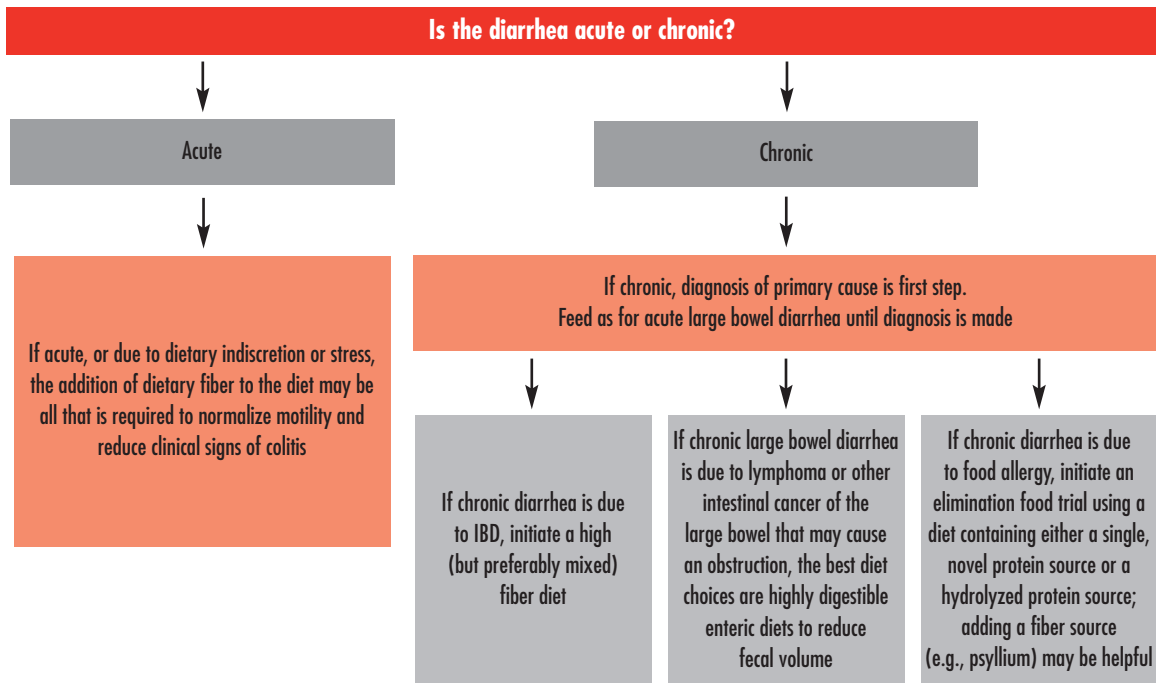 Is the diarrhea acute or chronic?
Acute
Chronic
If acute, or due to dietary indiscretion or stress,
the addition of dietary fiber to the diet may be
all that is required to normalize motility and
reduce clinical signs of colitis
If chronic, diagnosis of primary cause is first step.
Feed as for acute large bowel diarrhea until diagnosis is made
If chronic diarrhea is due
to IBD, initiate a high
(but preferably mixed)
fiber diet
If chronic large bowel diarrhea
is due to lymphoma or other
intestinal cancer of the
large bowel that may cause
an obstruction, the best diet
choices are highly digestible
enteric diets to reduce
fecal volume
If chronic diarrhea is due
to food allergy, initiate an
elimination food trial using a
diet containing either a single,
novel protein source or a
hydrolyzed protein source;
adding a fiber source
(e.g., psyllium) may be helpful